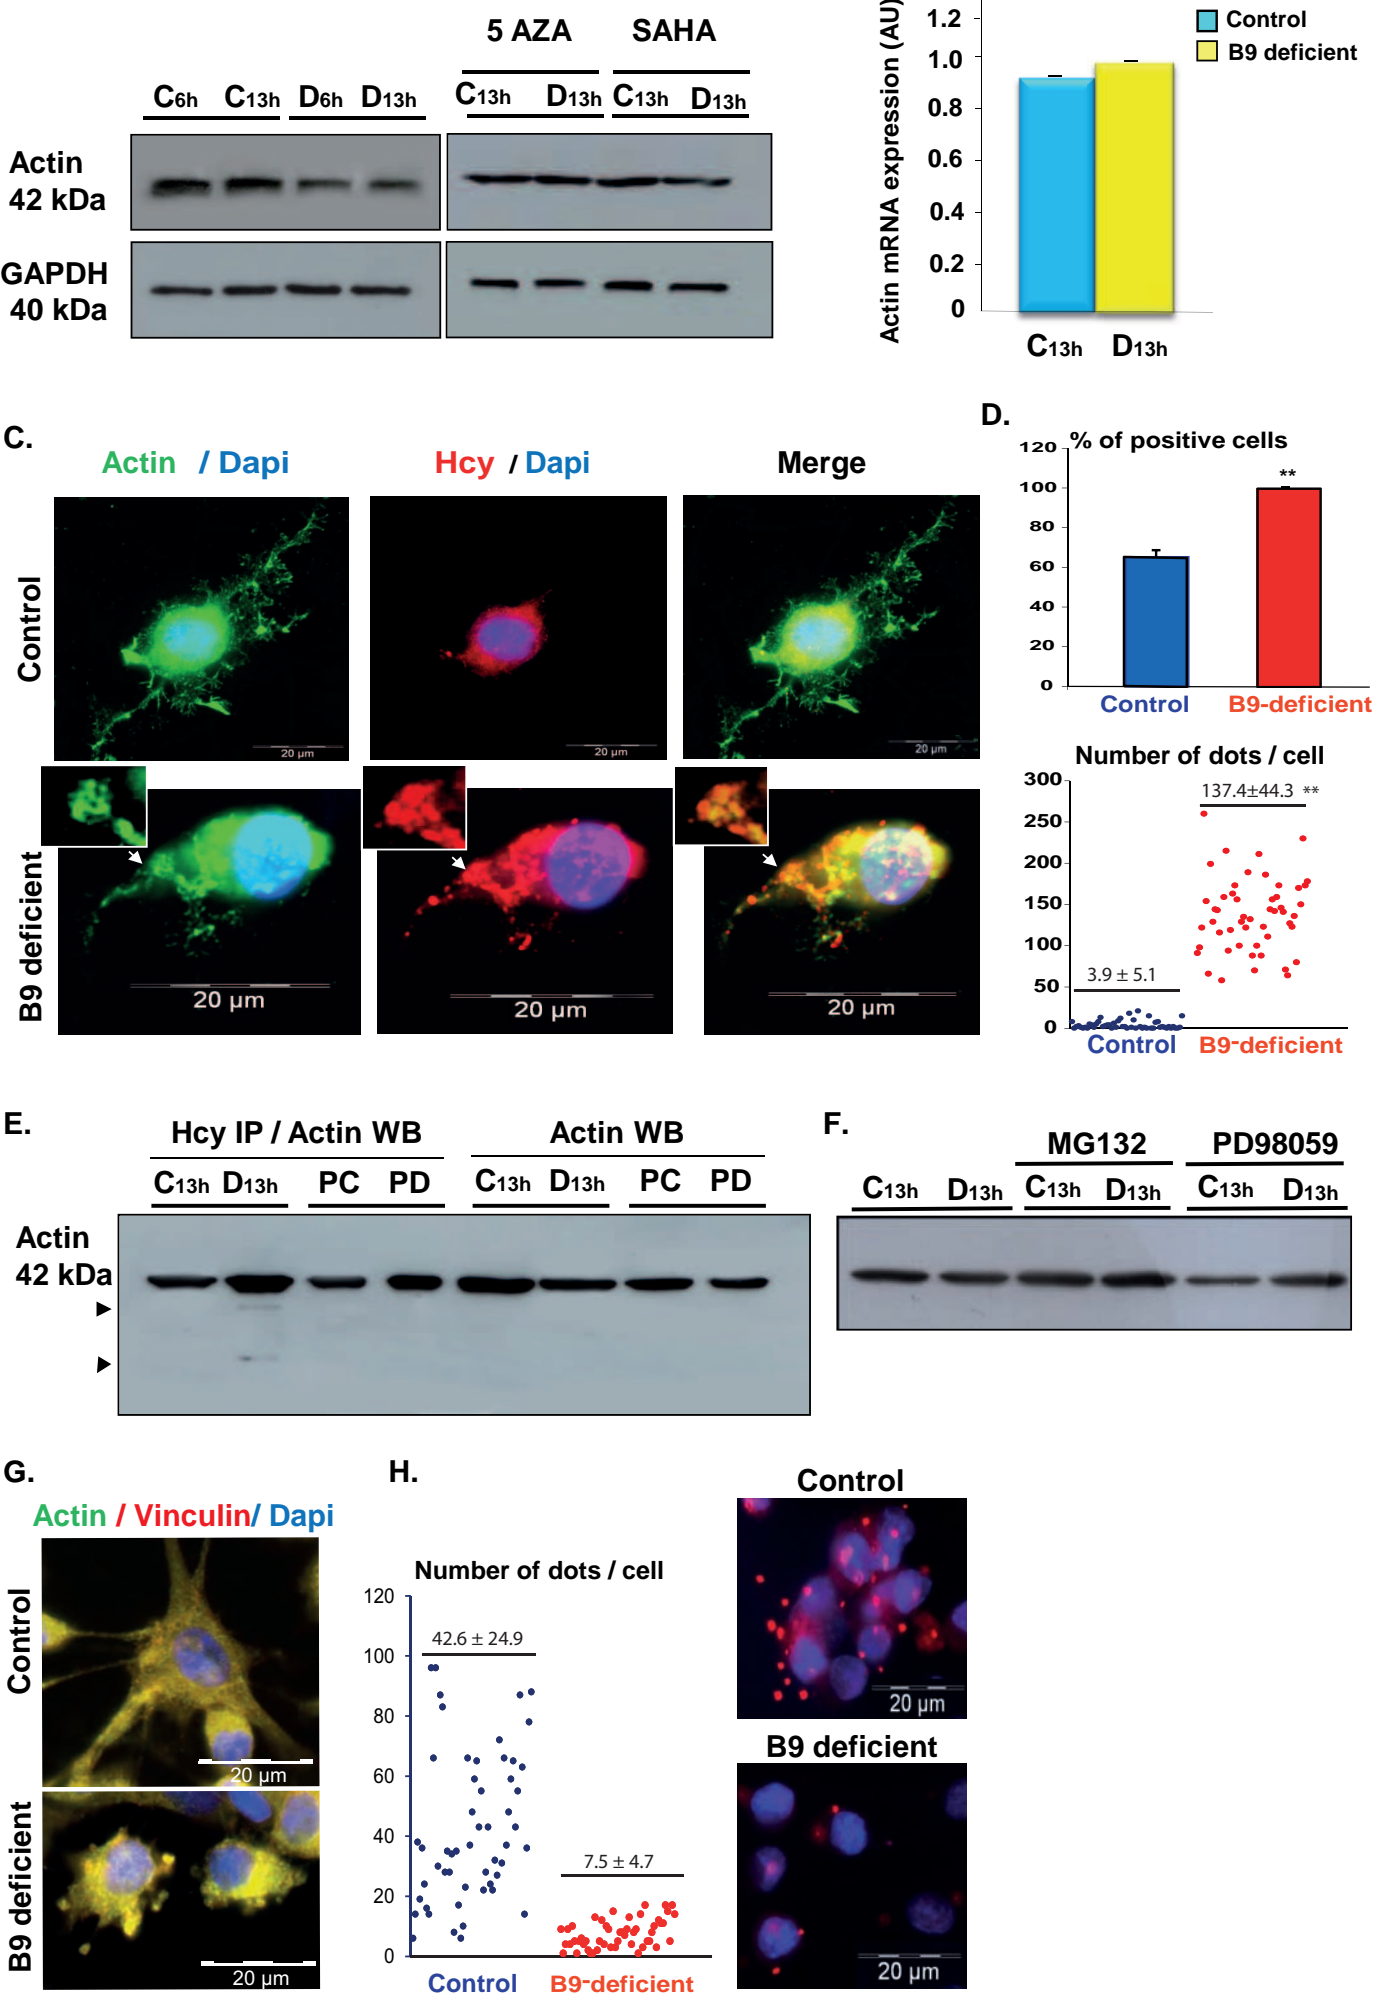 5 AZA SAHA
C6h C13h D6h D13h C13h D13h C13h D13h
Actin
42 kDa
GAPDH
40 kDa
Actin mRNA expression (AU)
1.2
1.0
0.8
0.6
0.4
0.2
0
Control
B9 deficient
C13h D13h
C.
Actin / Dapi Hcy / Dapi Merge
Control
20 µm 20 µm 20 µm
B9 deficient
20 µm 20 µm 20 µm
D.
% of positive cells
120
100
80
60
40
20
0
**
Control B9-deficient
Number of dots / cell
300
250
200
150
100
50
0
137.4±44.3 **
3.9 ± 5.1
Control B9-deficient
E.
Hcy IP / Actin WB Actin WB
C13h D13h PC PD C13h D13h PC PD
Actin
42 kDa
F.
MG132 PD98059
C13h D13h C13h D13h C13h D13h
G.
Actin / Vinculin/ Dapi
Control
20 µm
B9 deficient
20 µm
H.
Number of dots / cell
120
100
80
60
40
20
0
42.6 ± 24.9
7.5 ± 4.7
Control B9-deficient
Control
20 µm
B9 deficient
20 µm